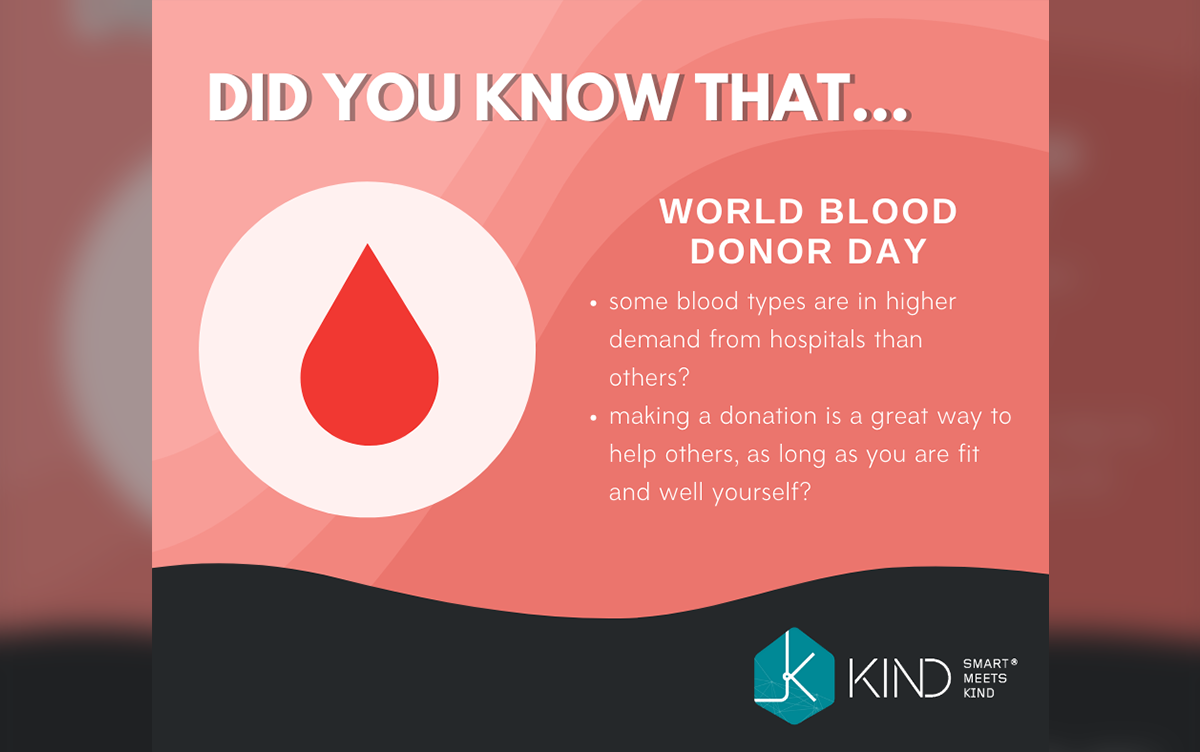 DID YOU KNOW THAT...
WORLD BLOOD
DONOR DAY
• some blood types are in higher
demand from hospitals than
others?
• making a donation is a great way to
help others, as long as you are fit
and well yourself?
KIND
SMART®
MEETS
KIND